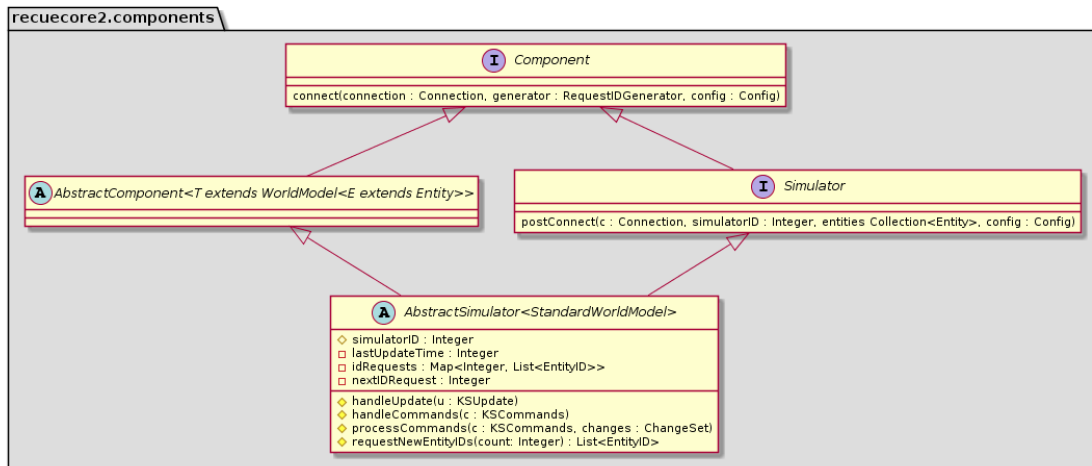 recuecore2.components
I Component
connect(connection : Connection, generator : RequestIDGenerator, config : Config)
A AbstractComponent<T extends WorldModel<E extends Entity>>
I Simulator
postConnect(c : Connection, simulatorID : Integer, entities Collection<Entity>, config : Config)
A AbstractSimulator<StandardWorldModel>
simulatorID : Integer
lastUpdateTime : Integer
idRequests : Map<Integer, List<EntityID>>
nextIDRequest : Integer
handleUpdate(u : KSUpdate)
handleCommands(c : KSCommands)
processCommands(c : KSCommands, changes : ChangeSet)
requestNewEntityIDs(count: Integer) : List<EntityID>